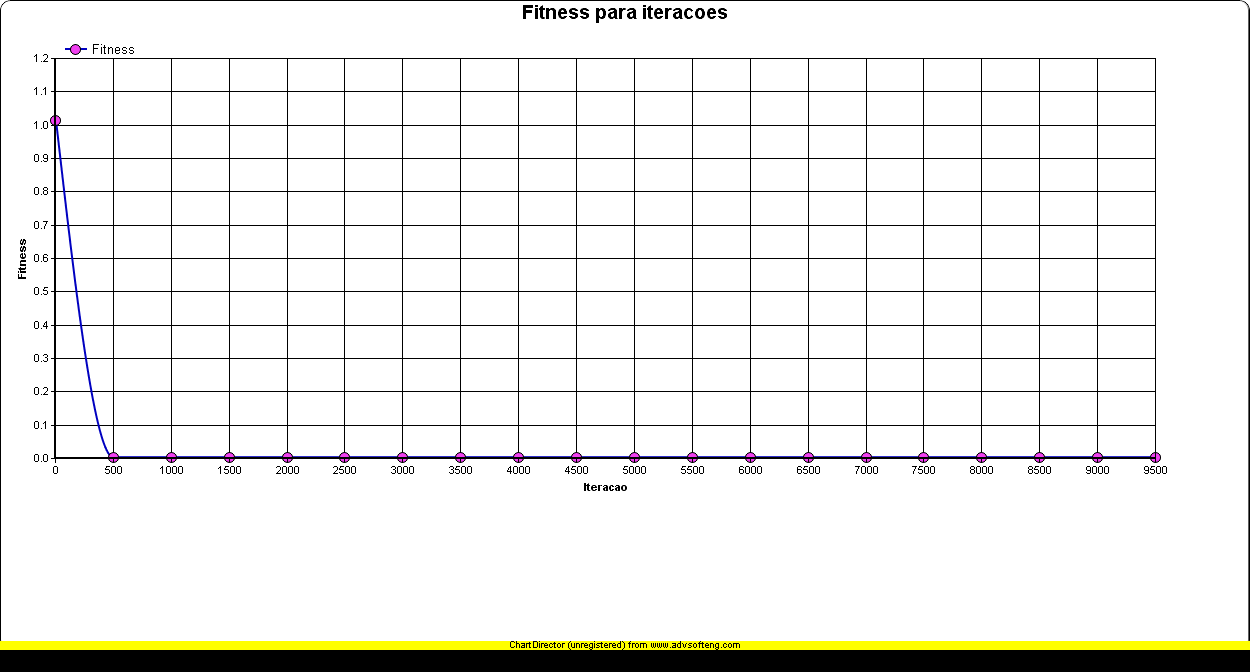 Fitness para iteracoes
Fitness
1.2
1.1
1.0
0.9
0.8
0.7
0.6
0.5
0.4
0.3
0.2
0.1
0.0
Fitness
0 500 1000 1500 2000 2500 3000 3500 4000 4500 5000 5500 6000 6500 7000 7500 8000 8500 9000 9500
Iteracao
ChartDirector (unregistered) from www.advsofteng.com